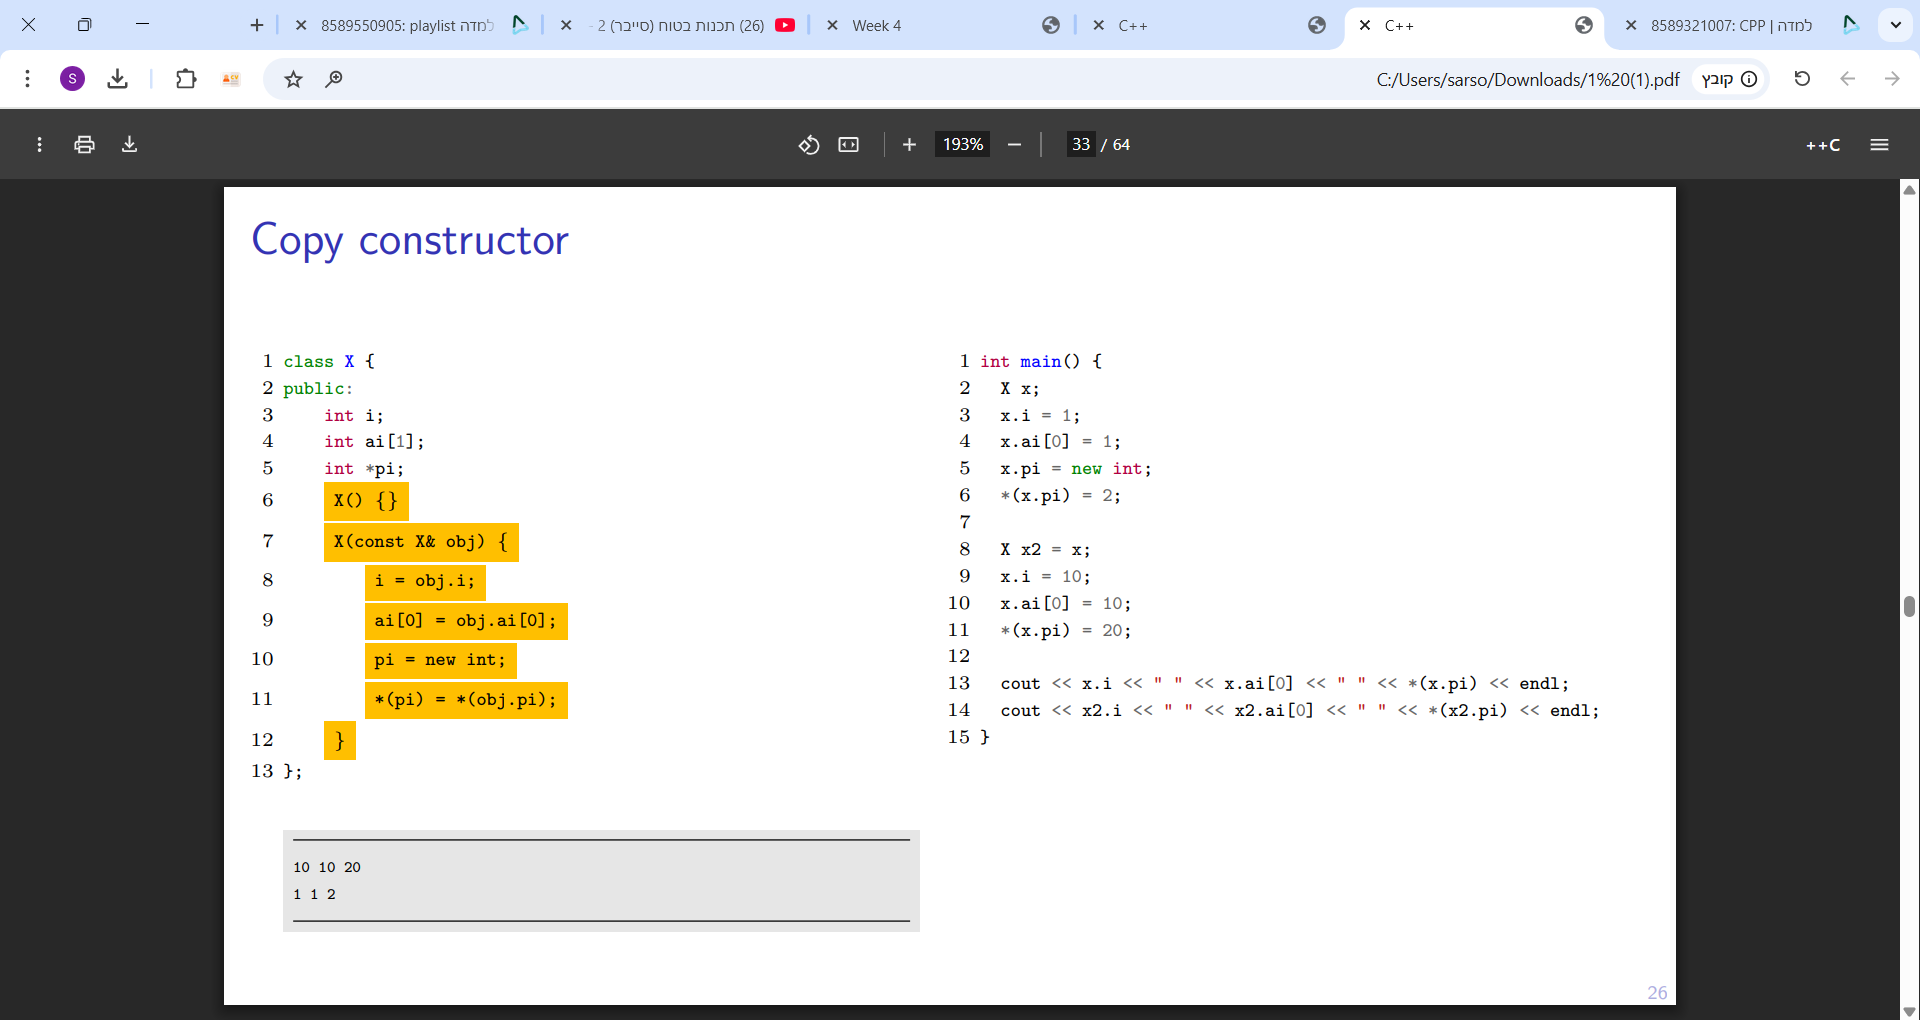 8589550905: playlist למדה
(26) תכנות בטוח (סייבר) 2 -
Week 4
C++
C++
8589321007: CPP | למדה
S
C:/Users/sarso/Downloads/1%20(1).pdf
קובץ
193%
33 / 64
++C
Copy constructor
1 class X {
2 public:
3 int i;
4 int ai[1];
5 int *pi;
6 X() {}
7 X(const X& obj) {
8 i = obj.i;
9 ai[0] = obj.ai[0];
10 pi = new int;
11 *(pi) = *(obj.pi);
12 }
13 };
10 10 20
1 1 2
1 int main() {
2 X x;
3 x.i = 1;
4 x.ai[0] = 1;
5 x.pi = new int;
6 *(x.pi) = 2;
7
8 X x2 = x;
9 x.i = 10;
10 x.ai[0] = 10;
11 *(x.pi) = 20;
12
13 cout << x.i << " " << x.ai[0] << " " << *(x.pi) << endl;
14 cout << x2.i << " " << x2.ai[0] << " " << *(x2.pi) << endl;
15 }
26